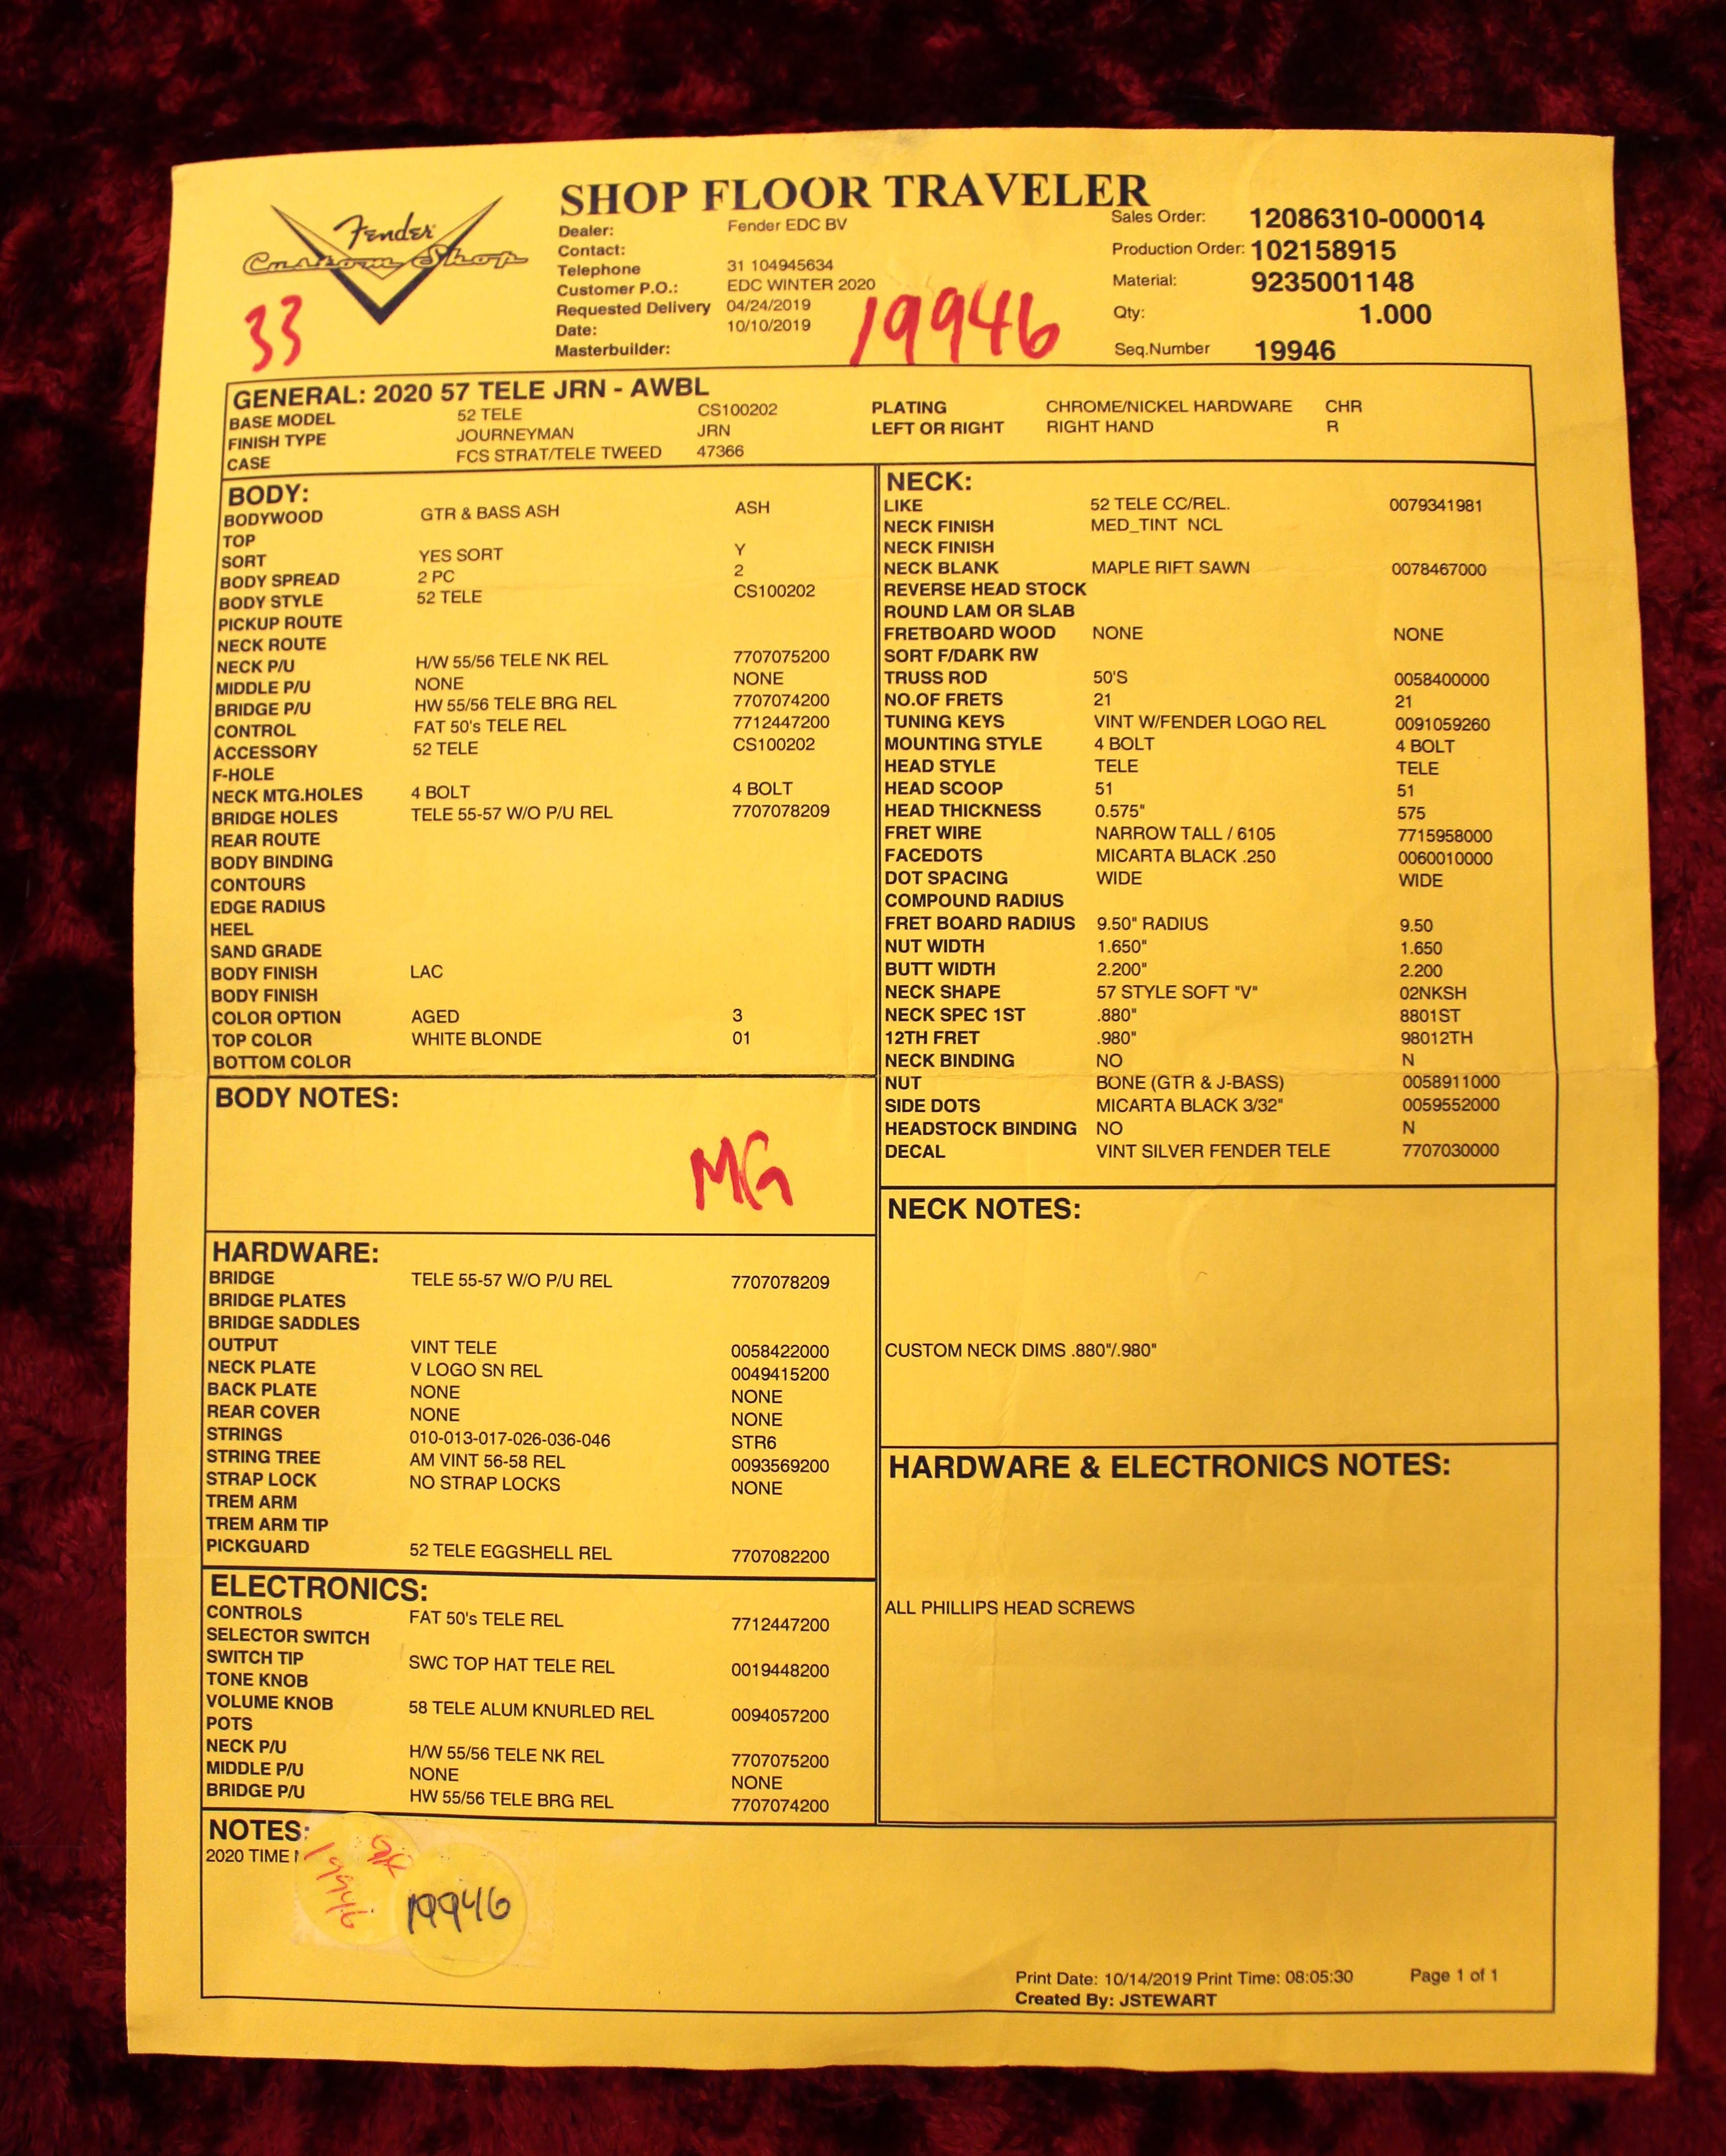 SHOP FLOOR TRAVELER
Fender
Custom Shop
33
Dealer: Fender EDC BV
Contact:
Telephone 31 104945634
Customer P.O.: EDC WINTER 2020
Requested Delivery 04/24/2019
Date: 10/10/2019
Masterbuilder:
19946
Sales Order: 12086310-000014
Production Order: 102158915
Material: 9235001148
Qty: 1.000
Seq.Number 19946
GENERAL: 2020 57 TELE JRN - AWBL
BASE MODEL 52 TELE CS100202
FINISH TYPE JOURNEYMAN JRN
CASE FCS STRAT/TELE TWEED 47366
PLATING CHROME/NICKEL HARDWARE CHR
LEFT OR RIGHT RIGHT HAND R
BODY:
BODYWOOD GTR & BASS ASH ASH
TOP
SORT YES SORT Y
BODY SPREAD 2 PC 2
BODY STYLE 52 TELE CS100202
PICKUP ROUTE
NECK ROUTE
NECK P/U H/W 55/56 TELE NK REL 7707075200
MIDDLE P/U NONE NONE
BRIDGE P/U HW 55/56 TELE BRG REL 7707074200
CONTROL FAT 50's TELE REL 7712447200
ACCESSORY 52 TELE CS100202
F-HOLE
NECK MTG.HOLES 4 BOLT 4 BOLT
BRIDGE HOLES TELE 55-57 W/O P/U REL 7707078209
REAR ROUTE
BODY BINDING
CONTOURS
EDGE RADIUS
HEEL
SAND GRADE
BODY FINISH LAC
BODY FINISH
COLOR OPTION AGED 3
TOP COLOR WHITE BLONDE 01
BOTTOM COLOR
BODY NOTES:
MG
HARDWARE:
BRIDGE TELE 55-57 W/O P/U REL 7707078209
BRIDGE PLATES
BRIDGE SADDLES
OUTPUT VINT TELE 0058422000
NECK PLATE V LOGO SN REL 0049415200
BACK PLATE NONE NONE
REAR COVER NONE NONE
STRINGS 010-013-017-026-036-046 STR6
STRING TREE AM VINT 56-58 REL 0093569200
STRAP LOCK NO STRAP LOCKS NONE
TREM ARM
TREM ARM TIP
PICKGUARD 52 TELE EGGSHELL REL 7707082200
ELECTRONICS:
CONTROLS FAT 50's TELE REL 7712447200
SELECTOR SWITCH
SWITCH TIP SWC TOP HAT TELE REL 0019448200
TONE KNOB
VOLUME KNOB 58 TELE ALUM KNURLED REL 0094057200
POTS
NECK P/U H/W 55/56 TELE NK REL 7707075200
MIDDLE P/U NONE NONE
BRIDGE P/U HW 55/56 TELE BRG REL 7707074200
NECK:
LIKE 52 TELE CC/REL. 0079341981
NECK FINISH MED_TINT NCL
NECK FINISH
NECK BLANK MAPLE RIFT SAWN 0078467000
REVERSE HEAD STOCK
ROUND LAM OR SLAB
FRETBOARD WOOD NONE NONE
SORT F/DARK RW
TRUSS ROD 50'S 0058400000
NO.OF FRETS 21 21
TUNING KEYS VINT W/FENDER LOGO REL 0091059260
MOUNTING STYLE 4 BOLT 4 BOLT
HEAD STYLE TELE TELE
HEAD SCOOP 51 51
HEAD THICKNESS 0.575" 575
FRET WIRE NARROW TALL / 6105 7715958000
FACEDOTS MICARTA BLACK .250 0060010000
DOT SPACING WIDE WIDE
COMPOUND RADIUS
FRET BOARD RADIUS 9.50" RADIUS 9.50
NUT WIDTH 1.650" 1.650
BUTT WIDTH 2.200" 2.200
NECK SHAPE 57 STYLE SOFT "V" 02NKSH
NECK SPEC 1ST .880" 8801ST
12TH FRET .980" 98012TH
NECK BINDING NO N
NUT BONE (GTR & J-BASS) 0058911000
SIDE DOTS MICARTA BLACK 3/32" 0059552000
HEADSTOCK BINDING NO N
DECAL VINT SILVER FENDER TELE 7707030000
NECK NOTES:
CUSTOM NECK DIMS .880"/.980"
HARDWARE & ELECTRONICS NOTES:
ALL PHILLIPS HEAD SCREWS
NOTES:
2020 TIME
19946
19946
Print Date: 10/14/2019 Print Time: 08:05:30 Page 1 of 1
Created By: JSTEWART